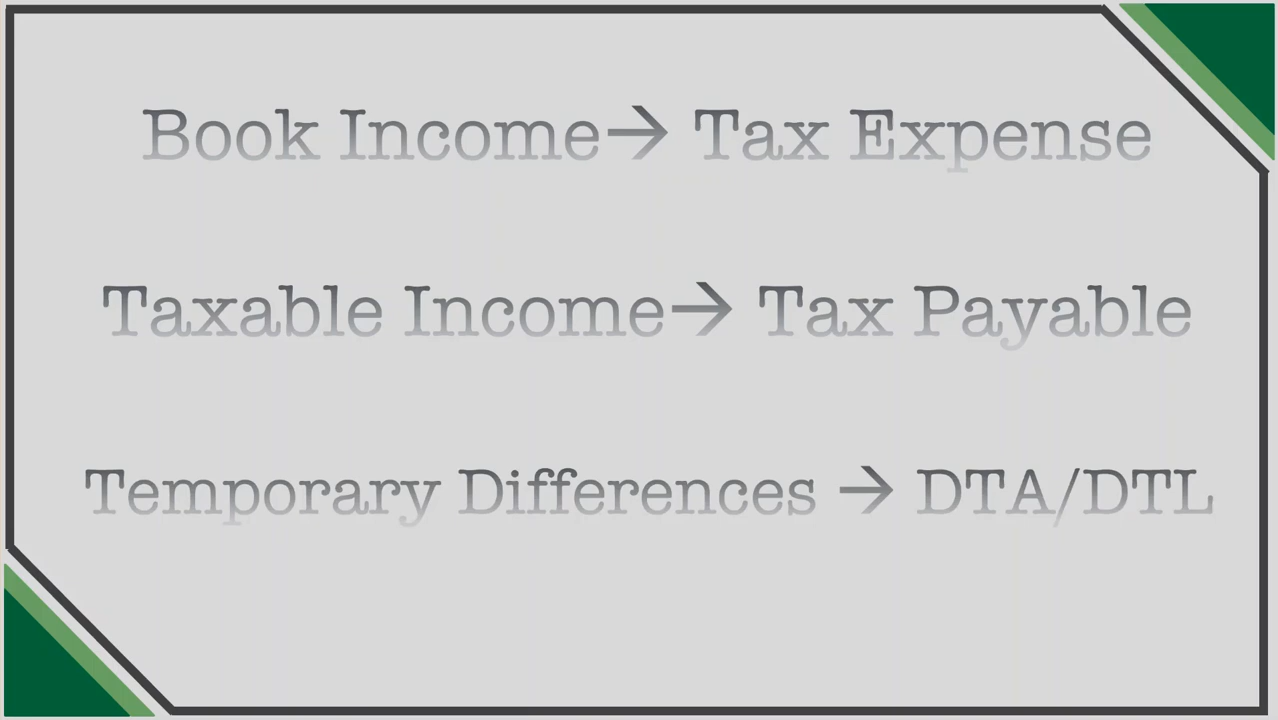 Book Income→ Tax Expense
Taxable Income→ Tax Payable
Temporary Differences → DTA/DTL